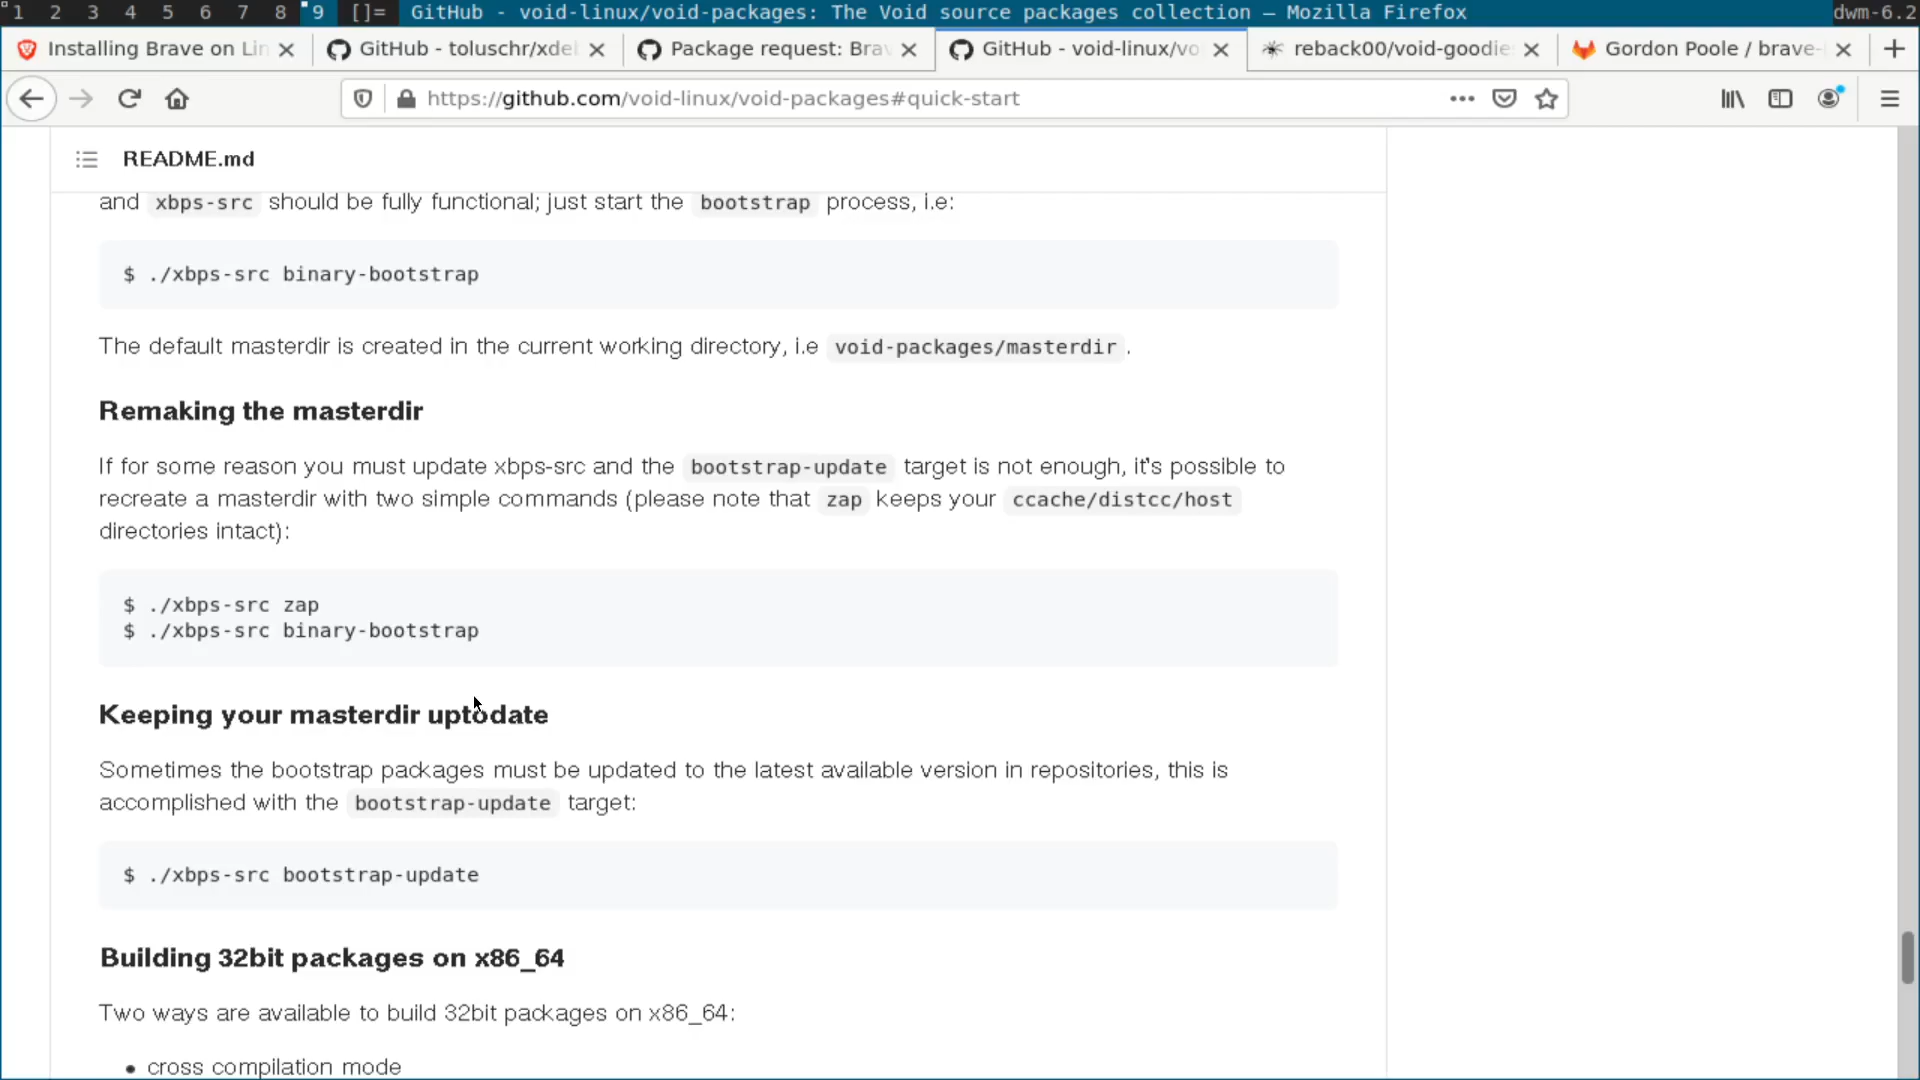 1 2 3 4 5 6 7 8 9 []= GitHub - void-linux/void-packages: The Void source packages collection — Mozilla Firefox dwm-6.2
Installing Brave on Lin GitHub - toluschr/xdel Package request: Brav GitHub - void-linux/vo reback00/void-goodie Gordon Poole / brave-
https://github.com/void-linux/void-packages#quick-start
README.md
and xbps-src should be fully functional; just start the bootstrap process, i.e:
$ ./xbps-src binary-bootstrap
The default masterdir is created in the current working directory, i.e void-packages/masterdir .
Remaking the masterdir
If for some reason you must update xbps-src and the bootstrap-update target is not enough, it's possible to
recreate a masterdir with two simple commands (please note that zap keeps your ccache/distcc/host
directories intact):
$ ./xbps-src zap
$ ./xbps-src binary-bootstrap
Keeping your masterdir uptodate
Sometimes the bootstrap packages must be updated to the latest available version in repositories, this is
accomplished with the bootstrap-update target:
$ ./xbps-src bootstrap-update
Building 32bit packages on x86_64
Two ways are available to build 32bit packages on x86_64:
• cross compilation mode